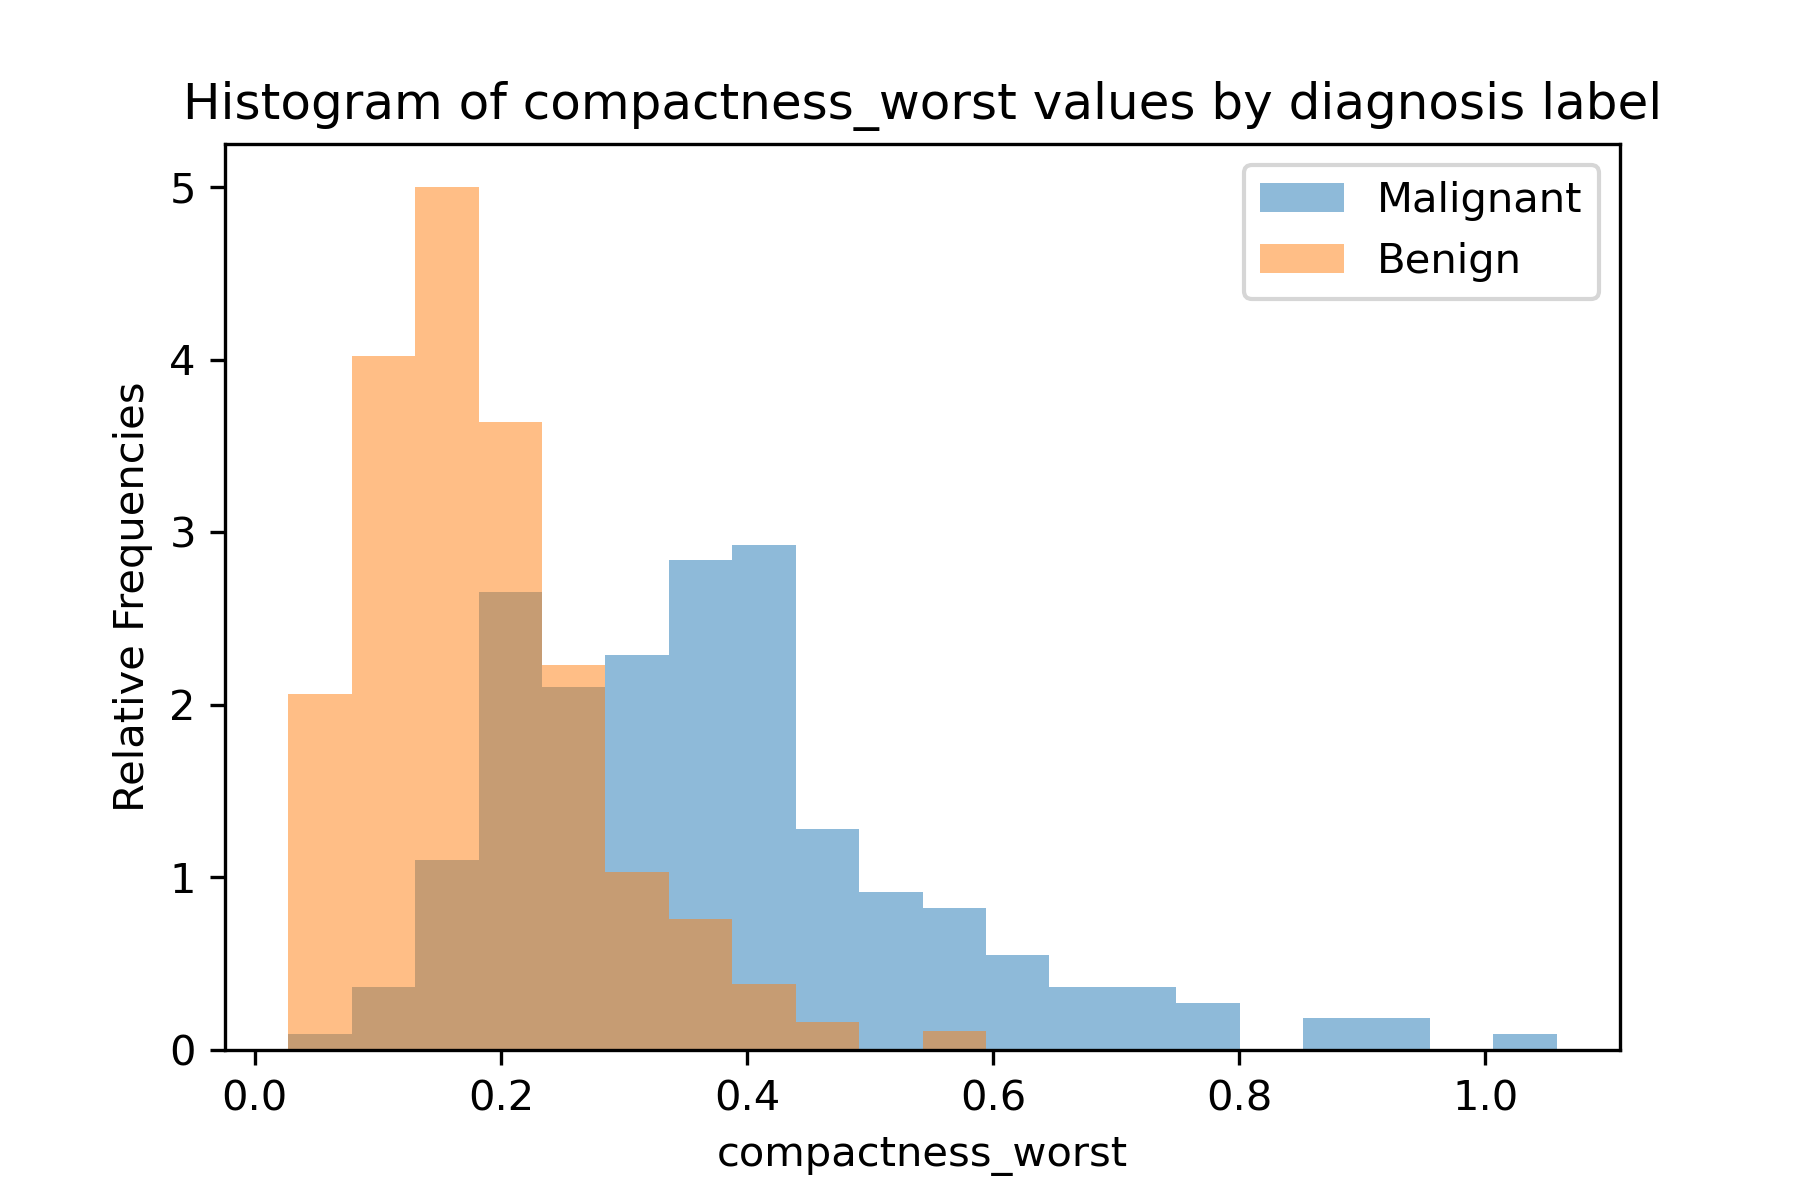 Histogram of compactness_worst values by diagnosis label
Malignant
Benign
Relative Frequencies
5
4
3
2
1
0
0.0 0.2 0.4 0.6 0.8 1.0
compactness_worst